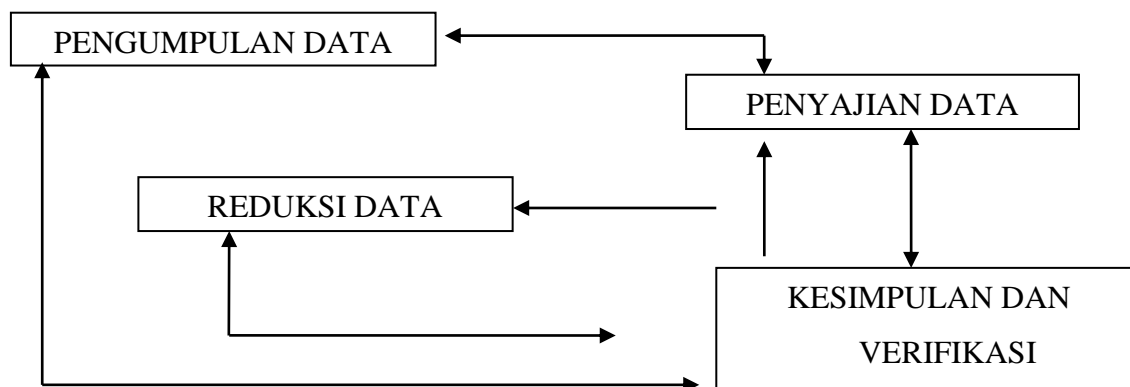 PENGUMPULAN DATA
PENYAJIAN DATA
REDUKSI DATA
KESIMPULAN DAN
VERIFIKASI